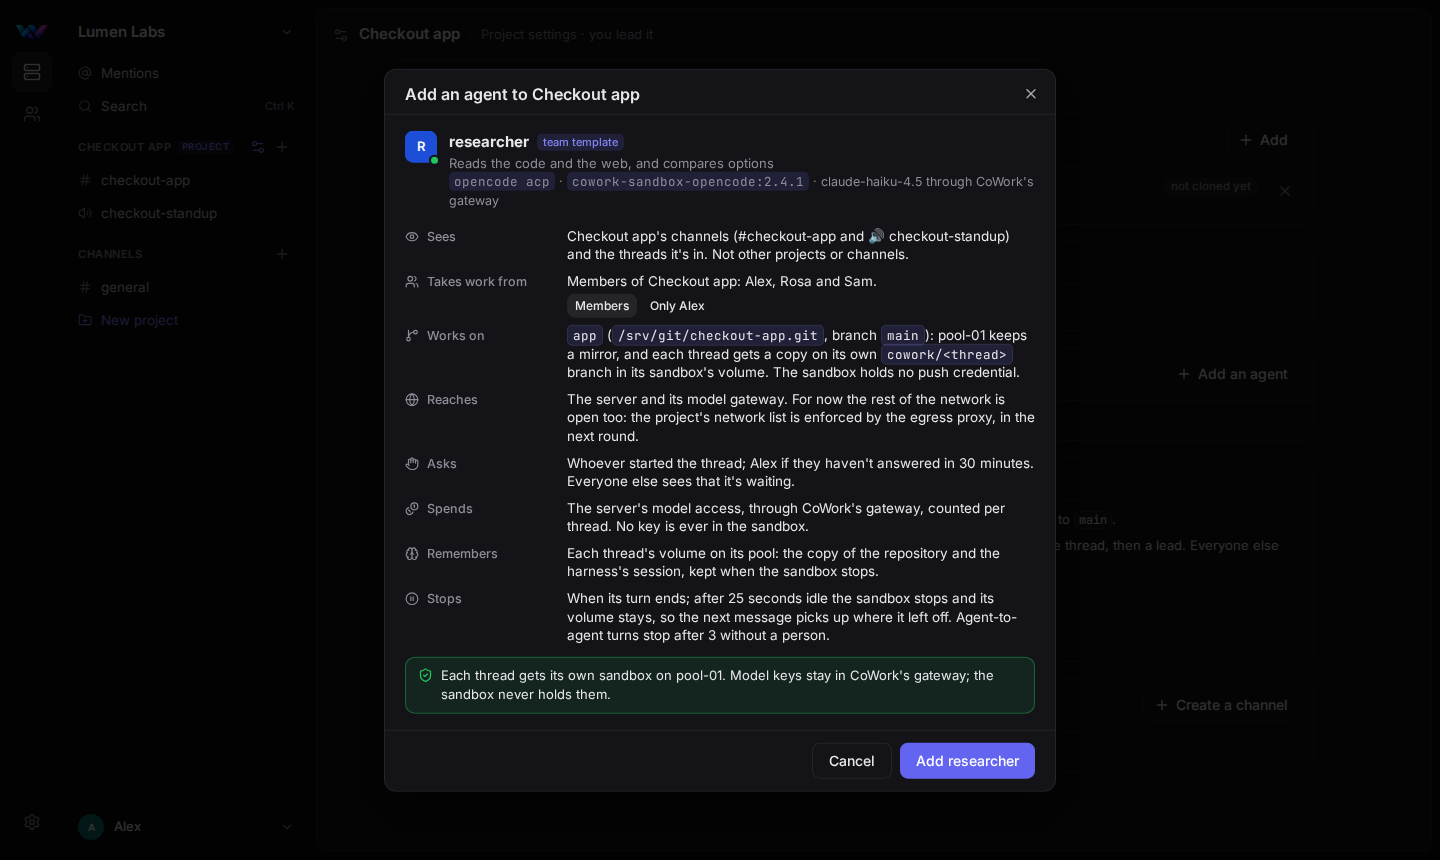 Lumen Labs
Checkout app
Project settings · you lead it
Mentions
Search
Ctrl K
CHECKOUT APP
PROJECT
# checkout-app
checkout-standup
CHANNELS
# general
New project
Alex
A
Add
not cloned yet
Add an agent
to main.
e thread, then a lead. Everyone else
Create a channel
Add an agent to Checkout app
R
researcher
team template
Reads the code and the web, and compares options
opencode acp · cowork-sandbox-opencode:2.4.1 · claude-haiku-4.5 through CoWork's
gateway
Sees
Checkout app's channels (#checkout-app and 🔊 checkout-standup)
and the threads it's in. Not other projects or channels.
Takes work from
Members of Checkout app: Alex, Rosa and Sam.
Members
Only Alex
Works on
app (/srv/git/checkout-app.git, branch main): pool-01 keeps
a mirror, and each thread gets a copy on its own cowork/<thread>
branch in its sandbox's volume. The sandbox holds no push credential.
Reaches
The server and its model gateway. For now the rest of the network is
open too: the project's network list is enforced by the egress proxy, in the
next round.
Asks
Whoever started the thread; Alex if they haven't answered in 30 minutes.
Everyone else sees that it's waiting.
Spends
The server's model access, through CoWork's gateway, counted per
thread. No key is ever in the sandbox.
Remembers
Each thread's volume on its pool: the copy of the repository and the
harness's session, kept when the sandbox stops.
Stops
When its turn ends; after 25 seconds idle the sandbox stops and its
volume stays, so the next message picks up where it left off. Agent-to-
agent turns stop after 3 without a person.
Each thread gets its own sandbox on pool-01. Model keys stay in CoWork's gateway; the
sandbox never holds them.
Cancel
Add researcher